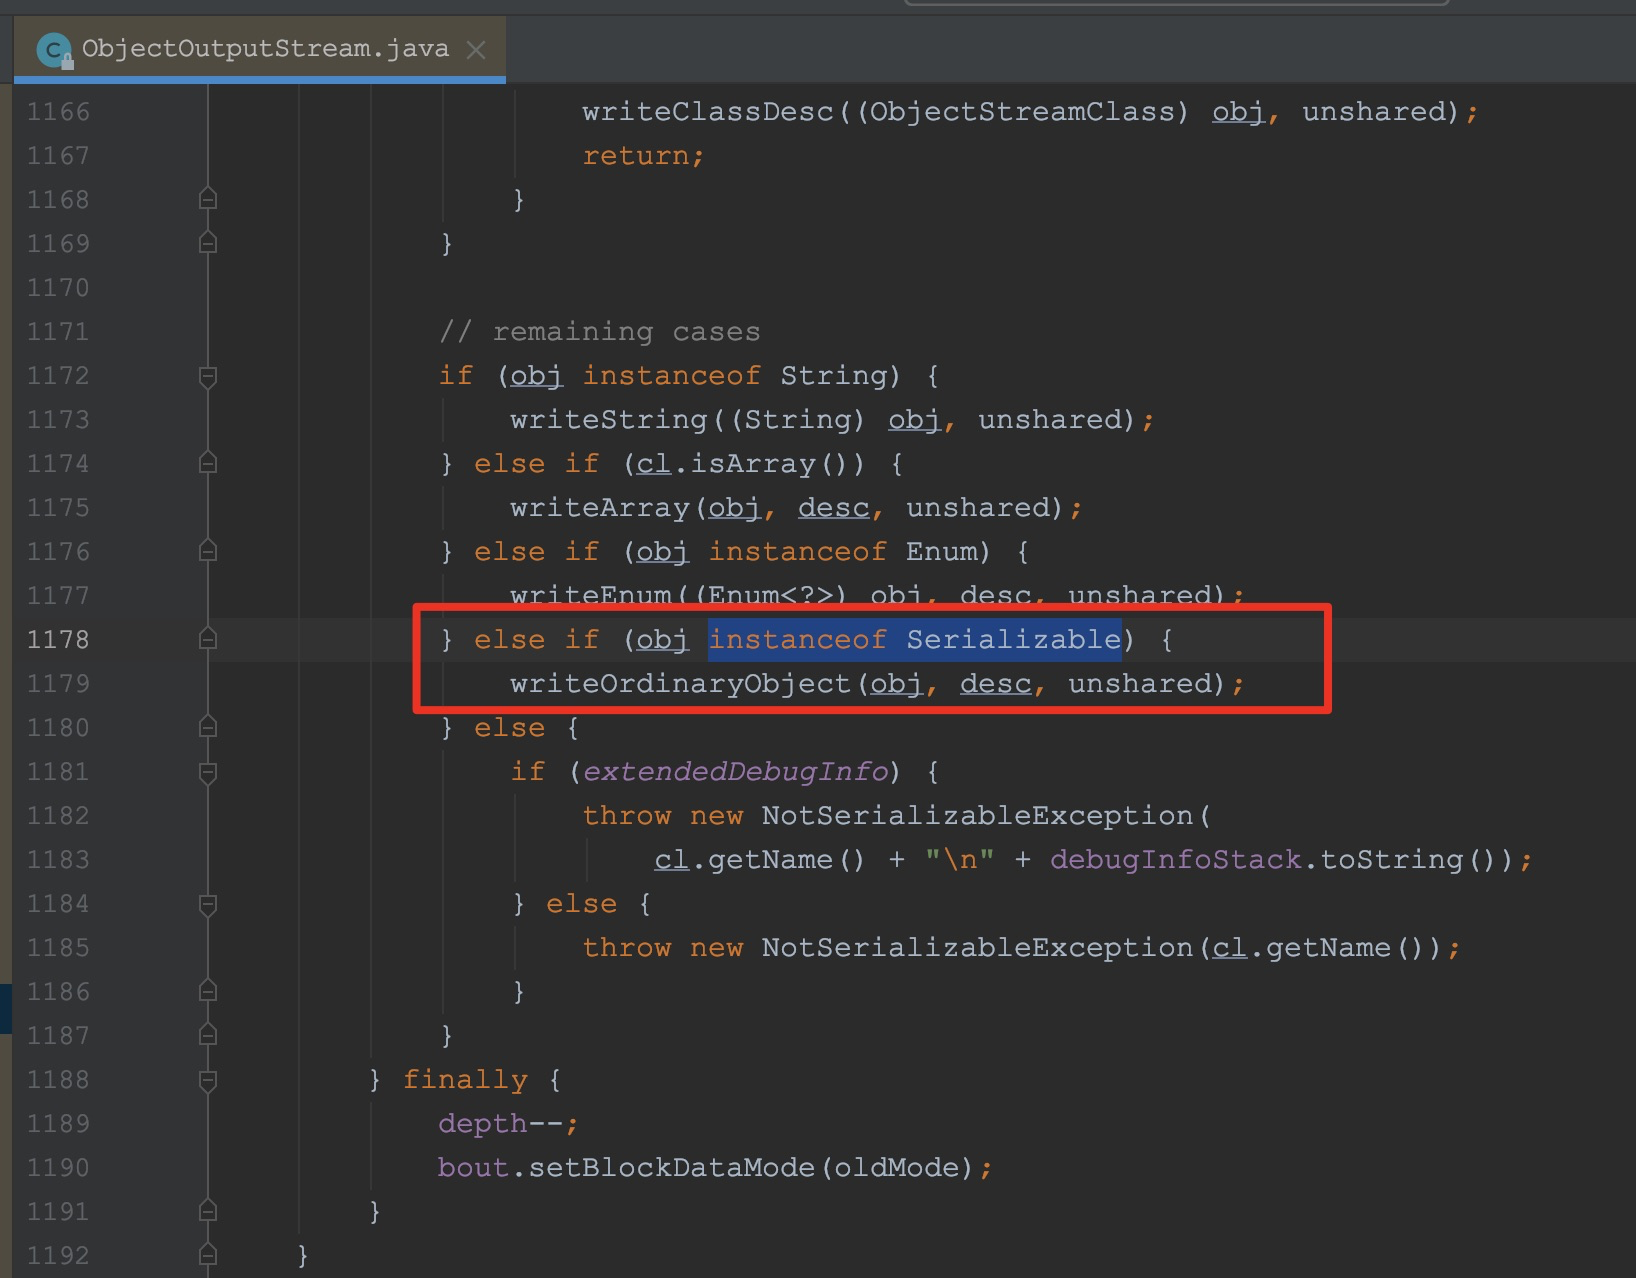 ObjectOutputStream.java
1166 writeClassDesc((ObjectStreamClass) obj, unshared);
1167 return;
1168 }
1169 }
1170
1171 // remaining cases
1172 if (obj instanceof String) {
1173 writeString((String) obj, unshared);
1174 } else if (cl.isArray()) {
1175 writeArray(obj, desc, unshared);
1176 } else if (obj instanceof Enum) {
1177 writeEnum((Enum<?>) obj, desc, unshared);
1178 } else if (obj instanceof Serializable) {
1179 writeOrdinaryObject(obj, desc, unshared);
1180 } else {
1181 if (extendedDebugInfo) {
1182 throw new NotSerializableException(
1183 cl.getName() + "\n" + debugInfoStack.toString());
1184 } else {
1185 throw new NotSerializableException(cl.getName());
1186 }
1187 }
1188 } finally {
1189 depth--;
1190 bout.setBlockDataMode(oldMode);
1191 }
1192 }